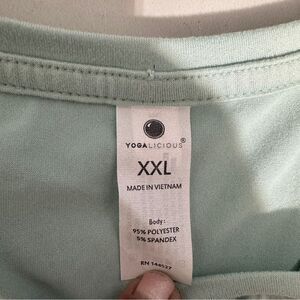 YOGALICIOUS®
XXL
MADE IN VIETNAM
Body:
95% POLYESTER
5% SPANDEX
RN